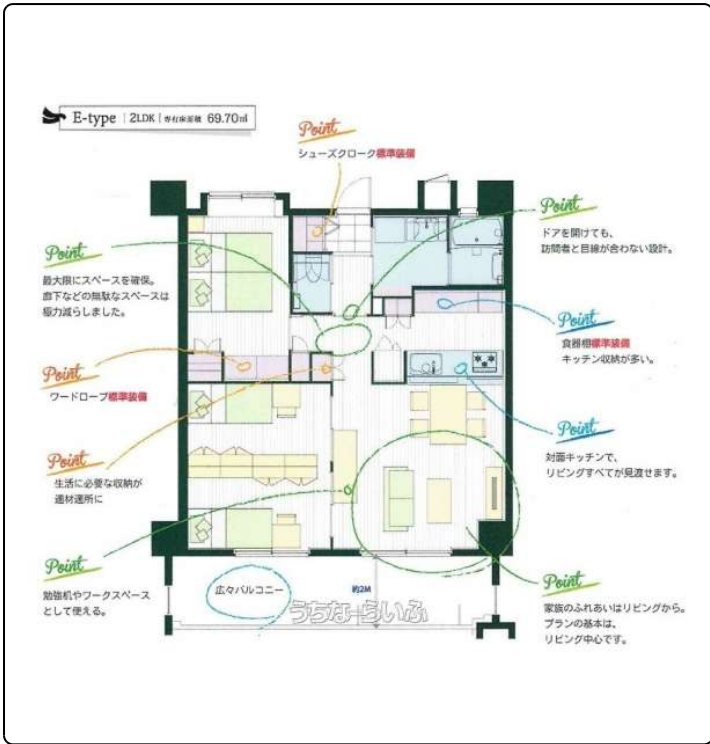 E-type | 2LDK | 専有床面積 69.70㎡
Point
シューズクローク標準装備
Point
ドアを開けても、
訪問者と目線が合わない設計。
Point
最大限にスペースを確保。
廊下などの無駄なスペースは
極力減らしました。
Point
食器棚標準装備
キッチン収納が多い。
Point
ワードローブ標準装備
Point
対面キッチンで、
リビングすべてが見渡せます。
Point
生活に必要な収納が
適材適所に
Point
勉強机やワークスペース
として使える。
広々バルコニー
約2M
うちなーらいふ
Point
家族のふれあいはリビングから。
プランの基本は、
リビング中心です。